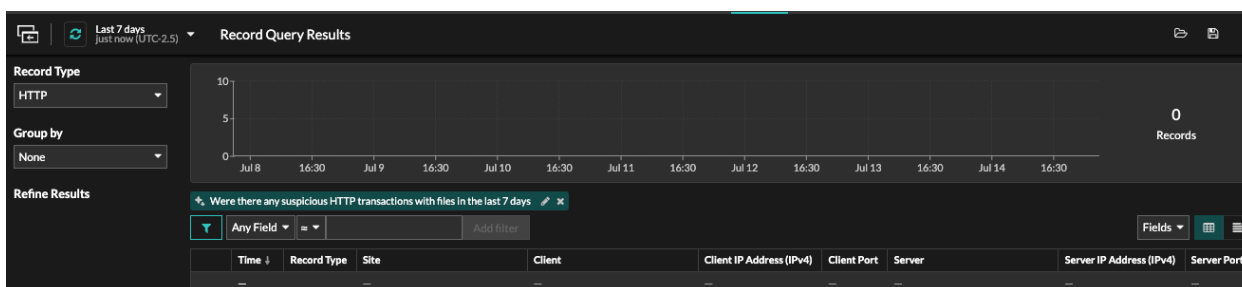 Last 7 days
just now (UTC-2.5)
Record Query Results
Record Type
HTTP
Group by
None
Refine Results
10
5
0
Jul 8 16:30 Jul 9 16:30 Jul 10 16:30 Jul 11 16:30 Jul 12 16:30 Jul 13 16:30 Jul 14 16:30
0
Records
Were there any suspicious HTTP transactions with files in the last 7 days
Any Field ≈ Add filter
Fields
Time ↓ Record Type Site Client Client IP Address (IPv4) Client Port Server Server IP Address (IPv4) Server Port
— — — — — — — —